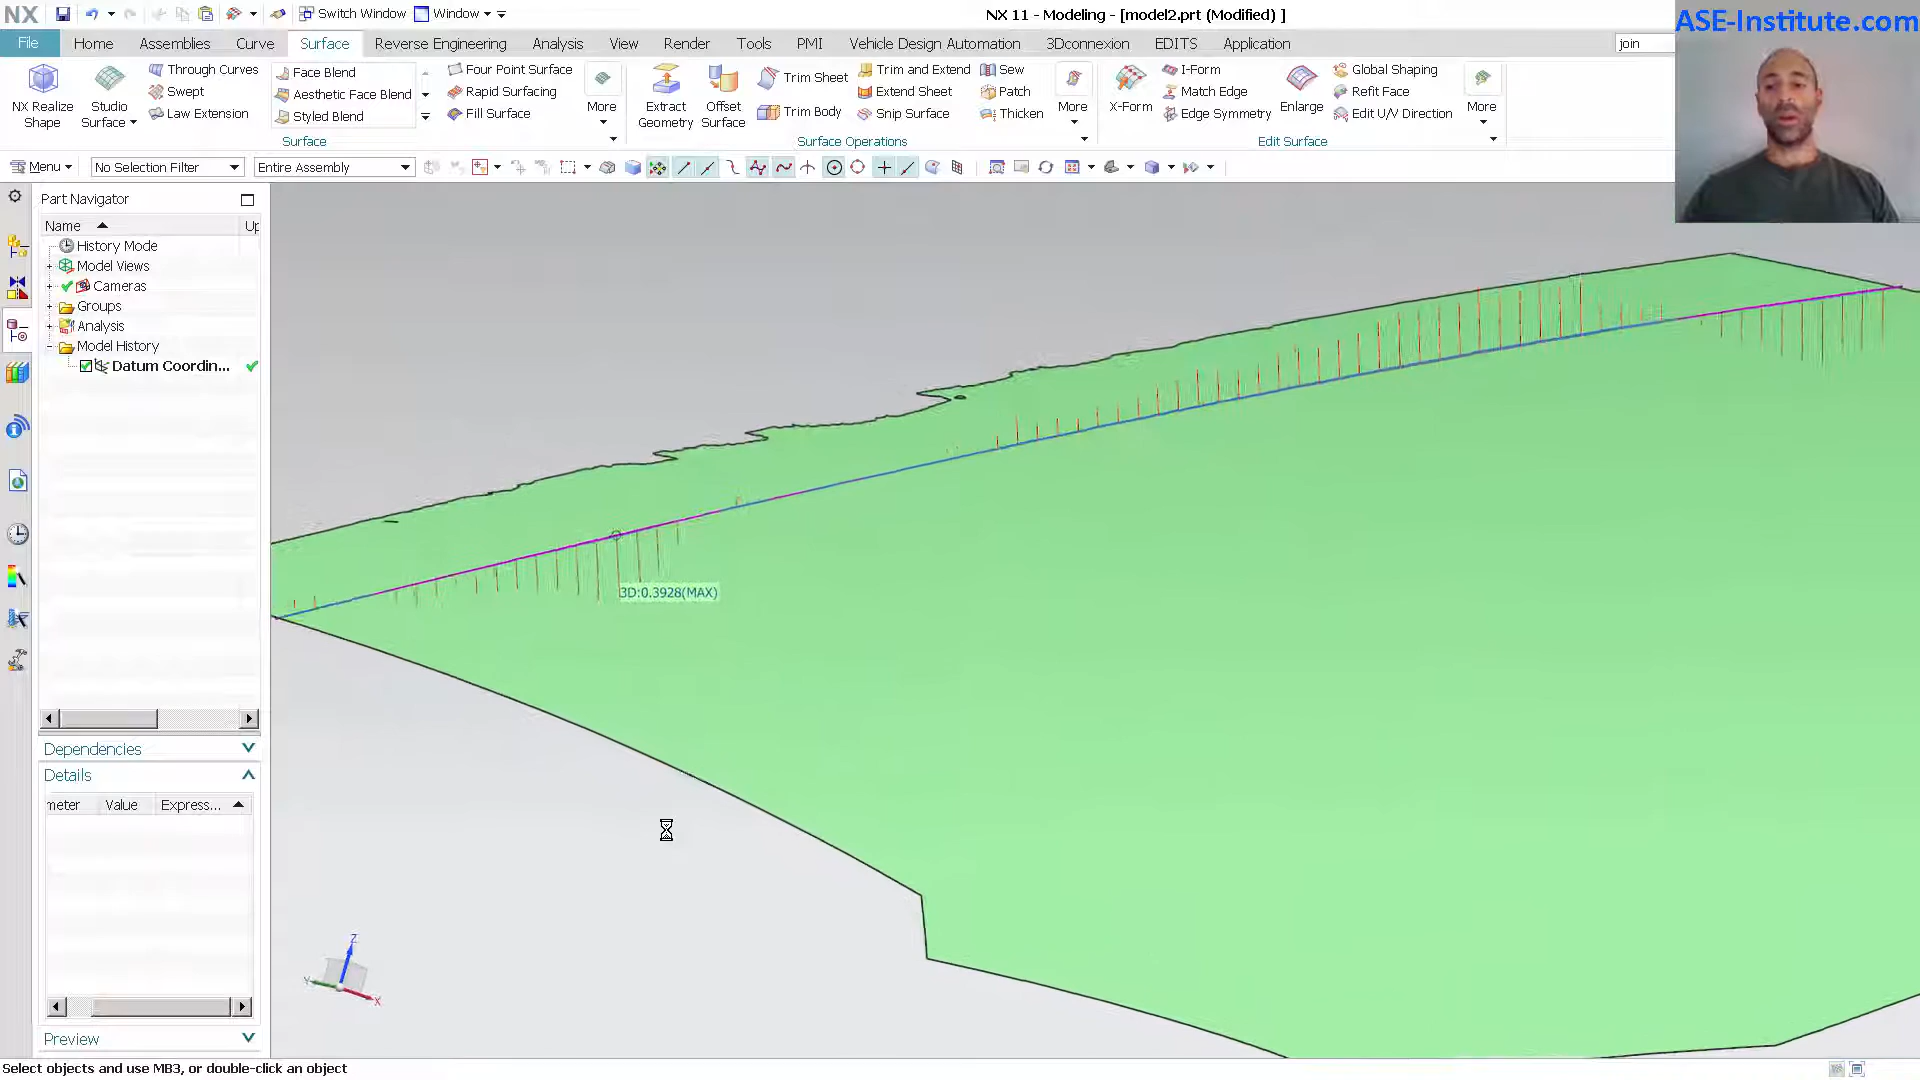 NX
Switch Window
Window
NX 11 - Modeling - [model2.prt (Modified) ]
ASE-Institute.com
File
Home
Assemblies
Curve
Surface
Reverse Engineering
Analysis
View
Render
Tools
PMI
Vehicle Design Automation
3Dconnexion
EDITS
Application
join
NX Realize Shape
Studio Surface
Through Curves
Swept
Law Extension
Face Blend
Aesthetic Face Blend
Styled Blend
Four Point Surface
Rapid Surfacing
Fill Surface
More
Surface
Extract Geometry
Offset Surface
Trim Sheet
Trim Body
Trim and Extend
Extend Sheet
Snip Surface
Sew
Patch
Thicken
More
Surface Operations
X-Form
I-Form
Match Edge
Edge Symmetry
Enlarge
Global Shaping
Refit Face
Edit U/V Direction
More
Edit Surface
Menu
No Selection Filter
Entire Assembly
Part Navigator
Name
Up
History Mode
Model Views
Cameras
Groups
Analysis
Model History
Datum Coordin...
Dependencies
Details
meter
Value
Express...
Preview
3D:0.3928(MAX)
Z
Y
X
Select objects and use MB3, or double-click an object